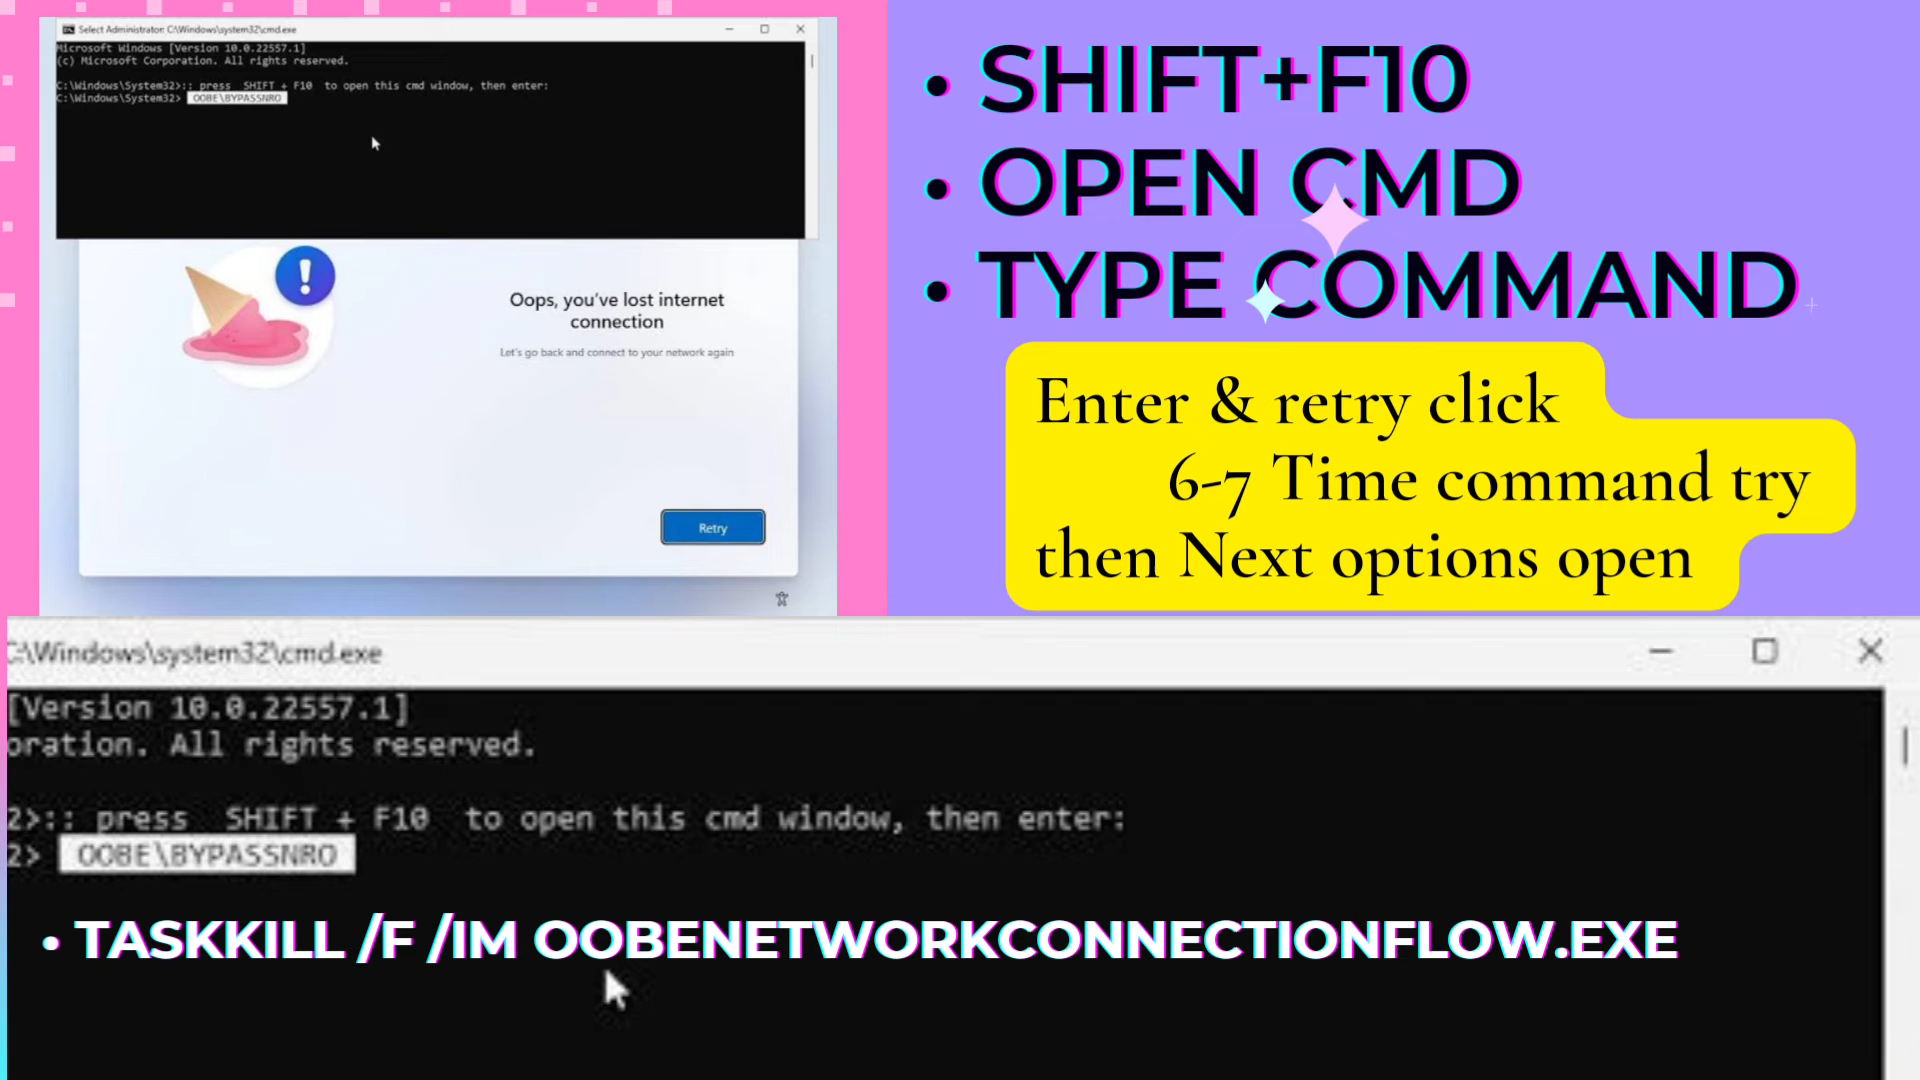 Select Administrator: C:\Windows\system32\cmd.exe
Microsoft Windows [Version 10.0.22557.1]
(c) Microsoft Corporation. All rights reserved.
C:\Windows\System32>:: press SHIFT + F10 to open this cmd window, then enter:
C:\Windows\System32> OOBE\BYPASSNRO
Oops, you've lost internet
connection
Let's go back and connect to your network again
Retry
• SHIFT+F10
• OPEN CMD
• TYPE COMMAND
Enter & retry click
6-7 Time command try
then Next options open
C:\Windows\system32\cmd.exe
[Version 10.0.22557.1]
oration. All rights reserved.
2>:: press SHIFT + F10 to open this cmd window, then enter:
2> OOBE\BYPASSNRO
• TASKKILL /F /IM OOBENETWORKCONNECTIONFLOW.EXE